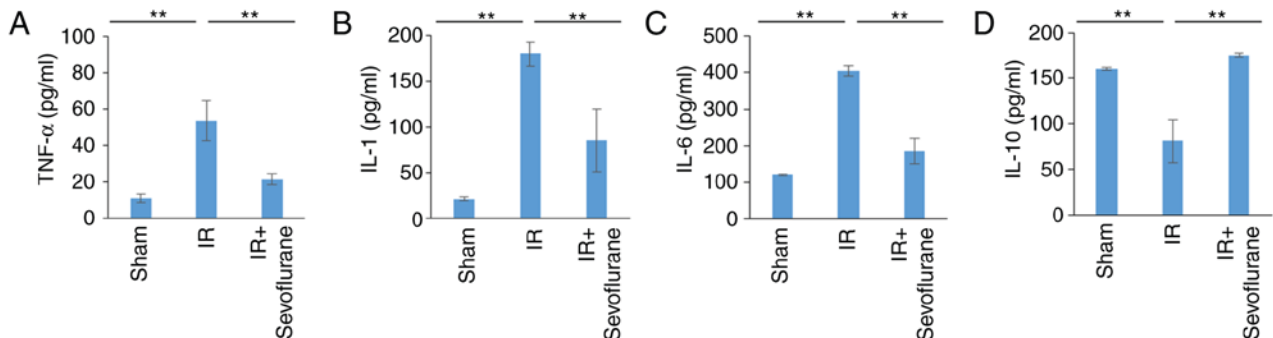 A
** **
TNF-α (pg/ml)
100
80
60
40
20
0
Sham
IR
IR+
Sevoflurane
B
** **
IL-1 (pg/ml)
200
150
100
50
0
Sham
IR
IR+
Sevoflurane
C
** **
IL-6 (pg/ml)
500
400
300
200
100
0
Sham
IR
IR+
Sevoflurane
D
** **
IL-10 (pg/ml)
200
150
100
50
0
Sham
IR
IR+
Sevoflurane